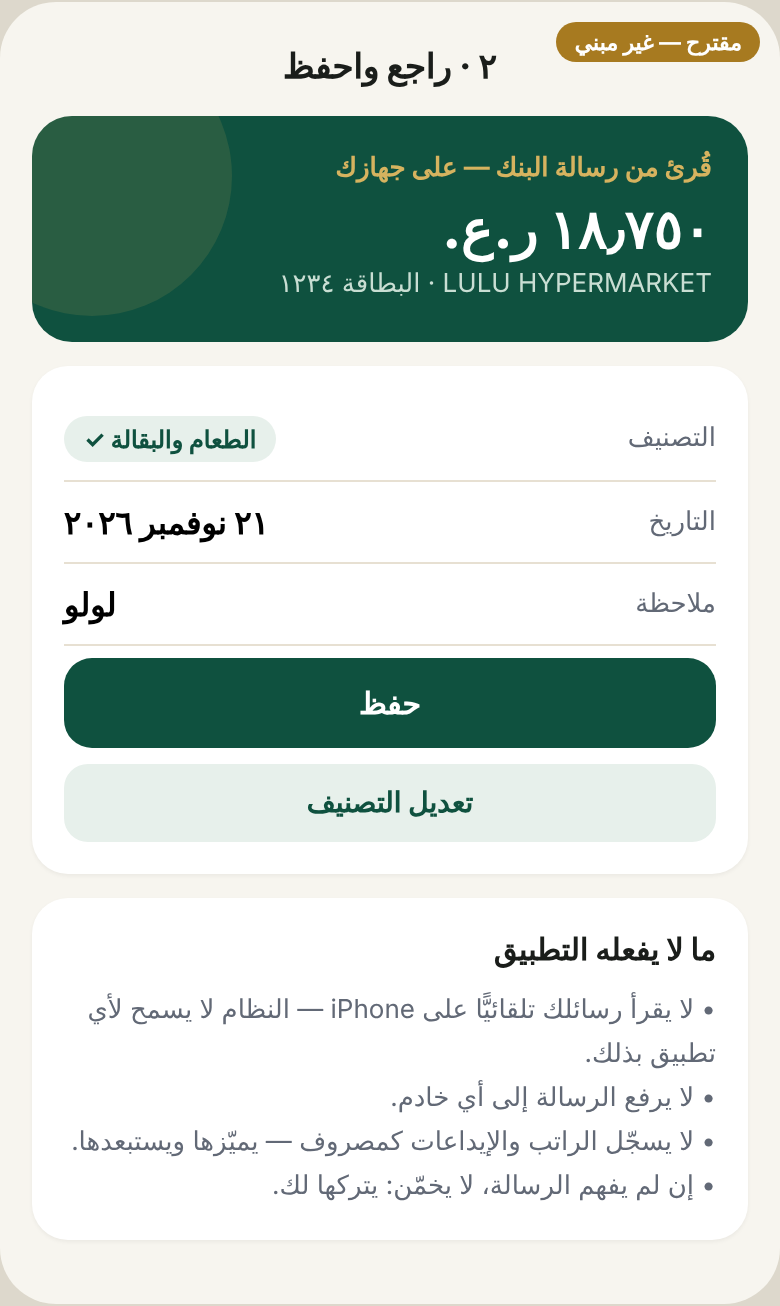 مقترح — غير مبني
٢ · راجع واحفظ
قُرئ من رسالة البنك — على جهازك
١٨٫٧٥٠ ر.ع.
LULU HYPERMARKET · البطاقة ١٢٣٤
التصنيف
الطعام والبقالة ✓
التاريخ
٢١ نوفمبر ٢٠٢٦
ملاحظة
لولو
حفظ
تعديل التصنيف
ما لا يفعله التطبيق
• لا يقرأ رسائلك تلقائيًّا على iPhone — النظام لا يسمح لأي
تطبيق بذلك.
• لا يرفع الرسالة إلى أي خادم.
• لا يسجّل الراتب والإيداعات كمصروف — يميّزها ويستبعدها.
• إن لم يفهم الرسالة، لا يخمّن: يتركها لك.